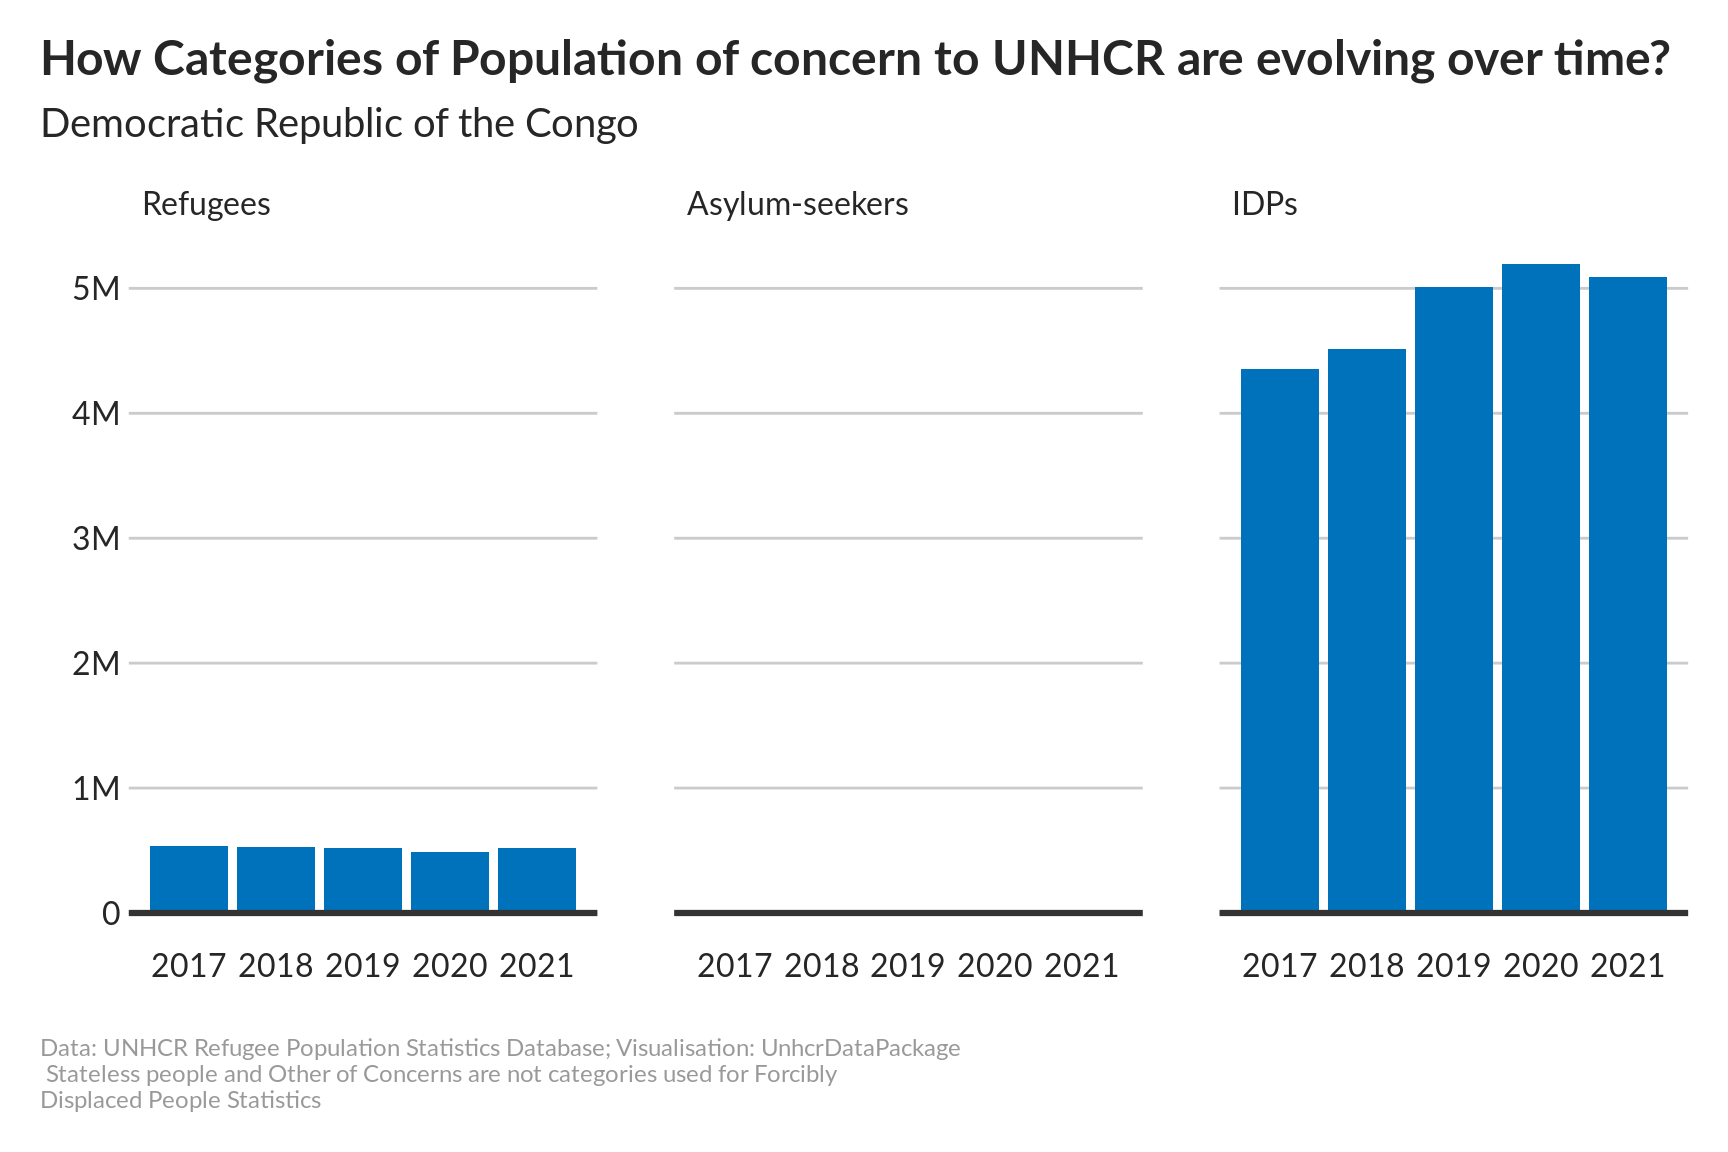 How Categories of Population of concern to UNHCR are evolving over time?
Democratic Republic of the Congo
Refugees
Asylum-seekers
IDPs
5M
4M
3M
2M
1M
0
2017 2018 2019 2020 2021
2017 2018 2019 2020 2021
2017 2018 2019 2020 2021
Data: UNHCR Refugee Population Statistics Database; Visualisation: UnhcrDataPackage
Stateless people and Other of Concerns are not categories used for Forcibly
Displaced People Statistics